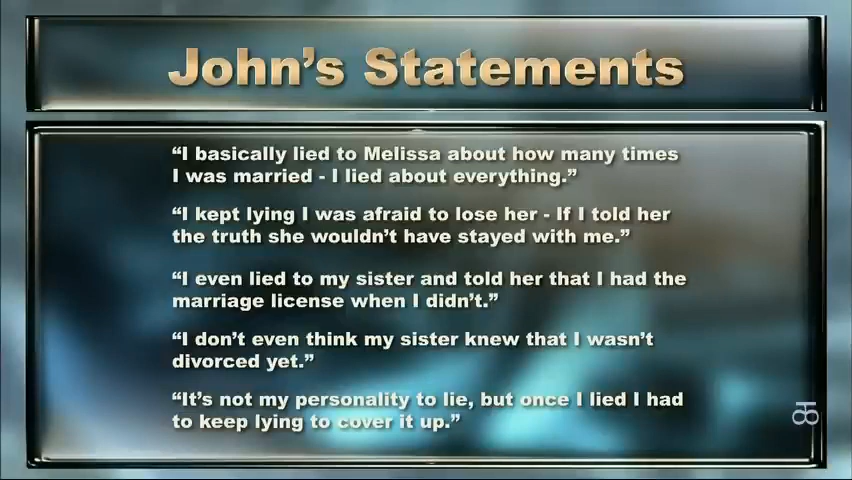 John's Statements
“I basically lied to Melissa about how many times
I was married - I lied about everything.”
“I kept lying I was afraid to lose her - If I told her
the truth she wouldn't have stayed with me.”
“I even lied to my sister and told her that I had the
marriage license when I didn't.”
“I don't even think my sister knew that I wasn't
divorced yet.”
“It's not my personality to lie, but once I lied I had
to keep lying to cover it up.”